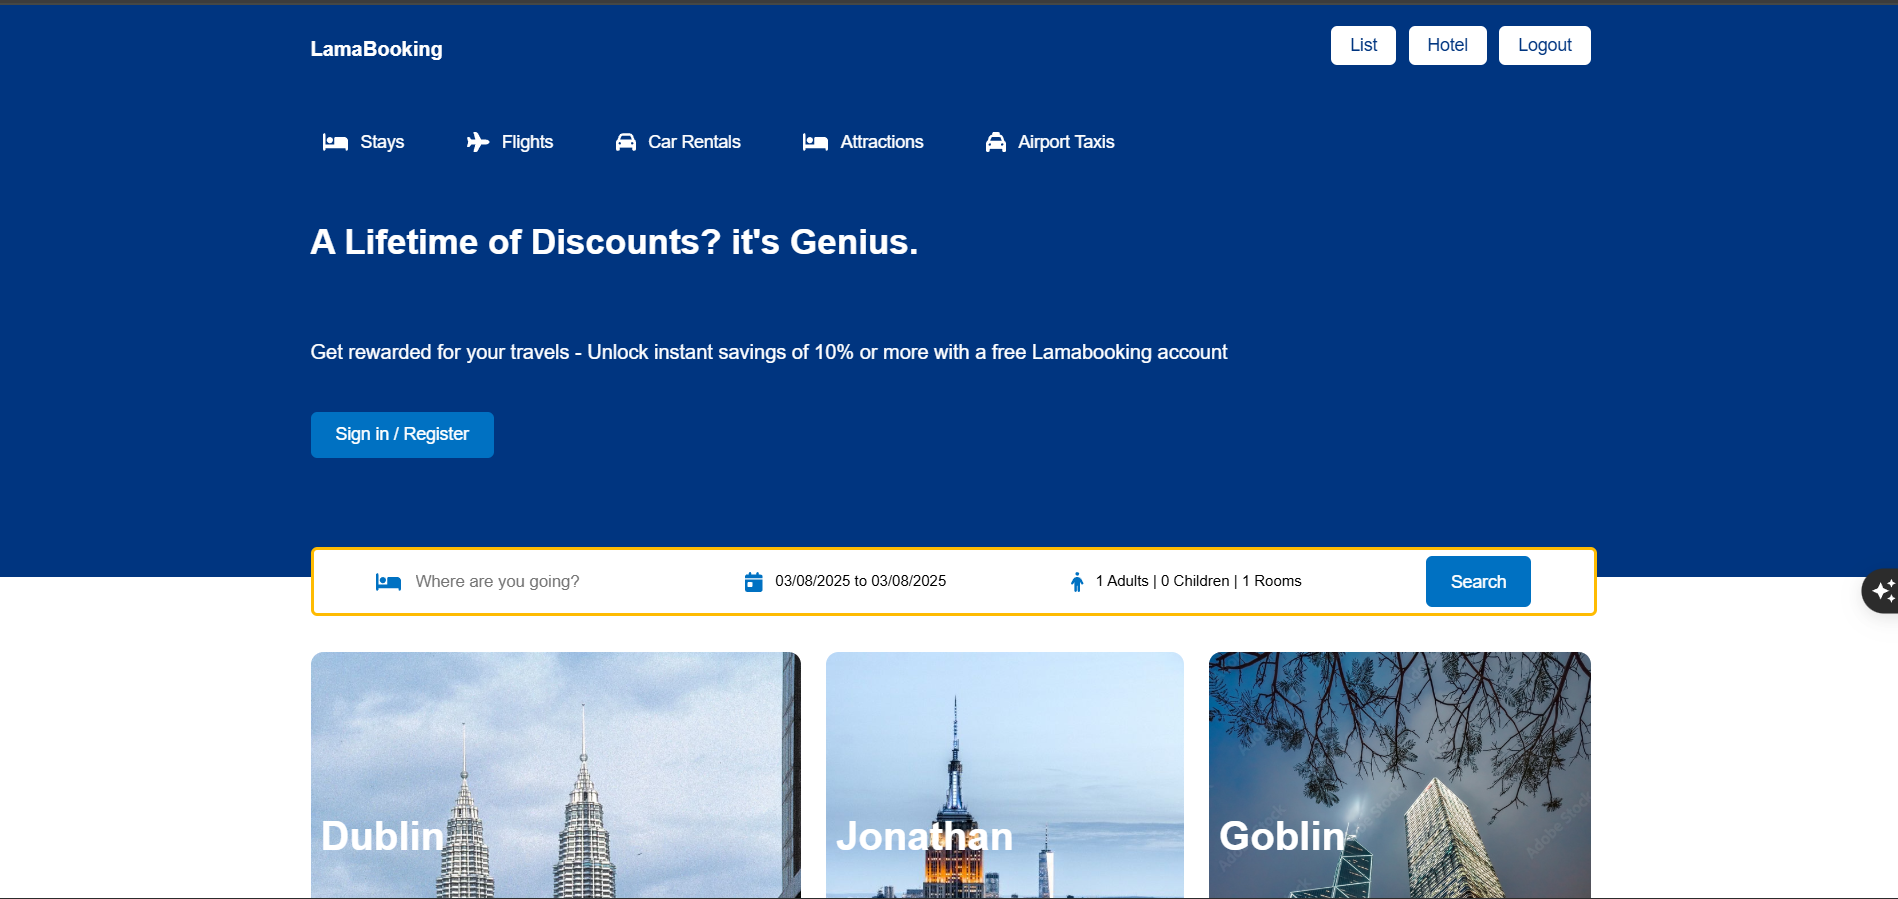 LamaBooking
List Hotel Logout
Stays Flights Car Rentals Attractions Airport Taxis
A Lifetime of Discounts? it's Genius.
Get rewarded for your travels - Unlock instant savings of 10% or more with a free Lamabooking account
Sign in / Register
Where are you going? 03/08/2025 to 03/08/2025 1 Adults | 0 Children | 1 Rooms Search
Dublin Jonathan Goblin
Adobe Stock